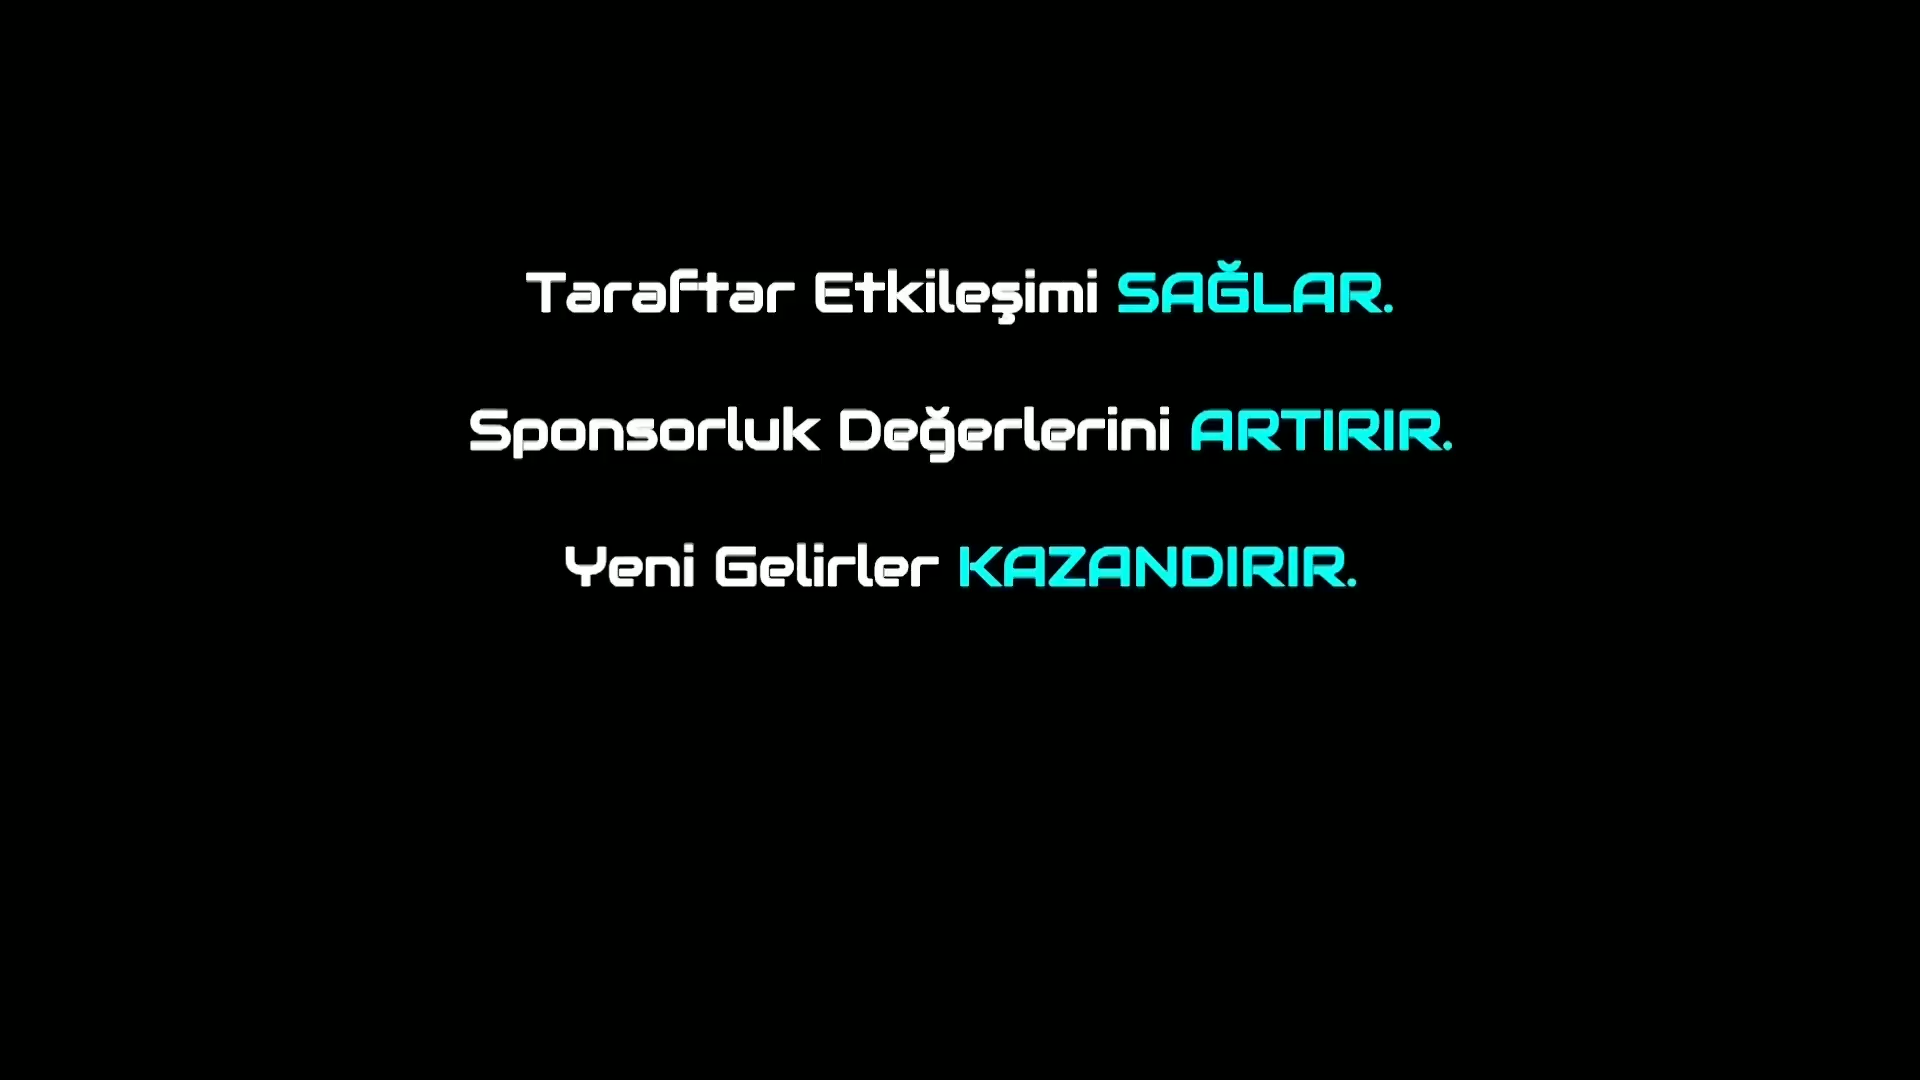 Taraftar Etkileşimi SAĞLAR.
Sponsorluk Değerlerini ARTIRIR.
Yeni Gelirler KAZANDIRIR.